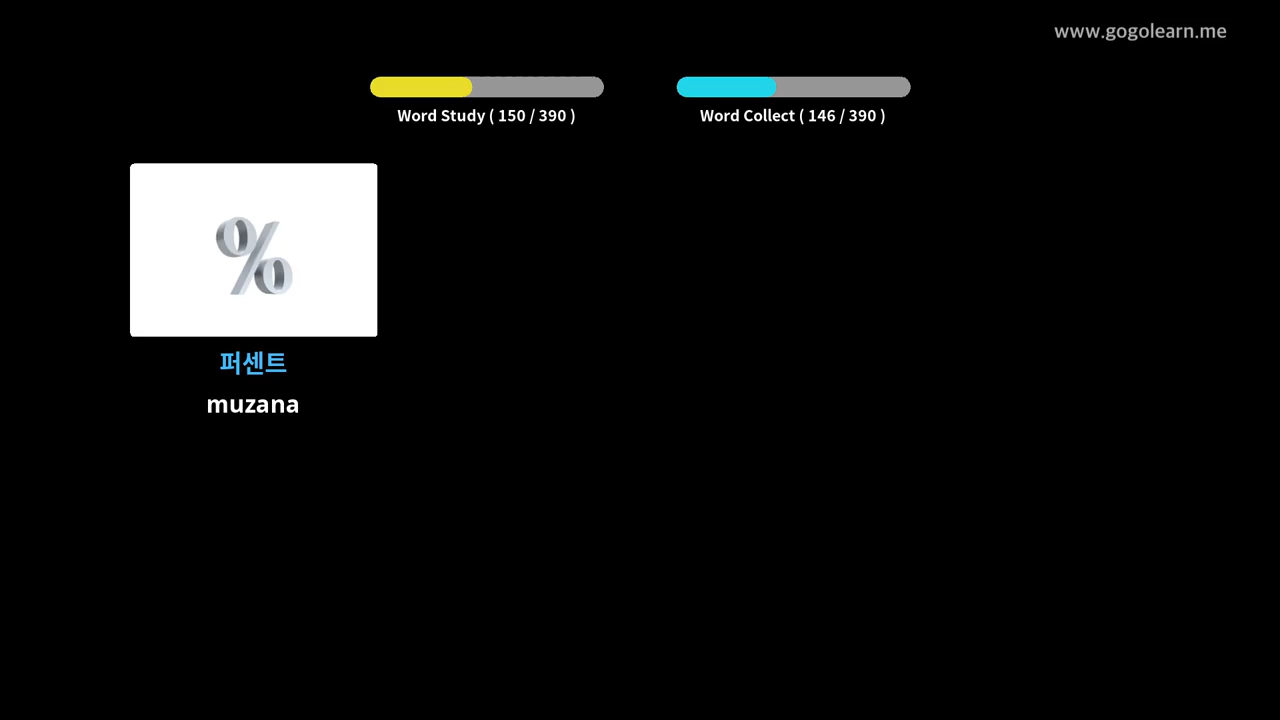 www.gogolearn.me
Word Study ( 150 / 390 )
Word Collect ( 146 / 390 )
%
퍼센트
muzana